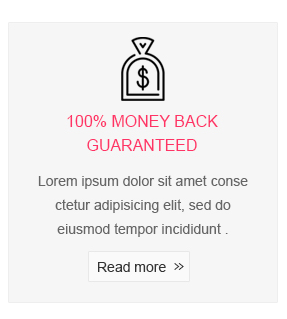 100% MONEY BACK
GUARANTEED
Lorem ipsum dolor sit amet conse
ctetur adipisicing elit, sed do
eiusmod tempor incididunt .
Read more »